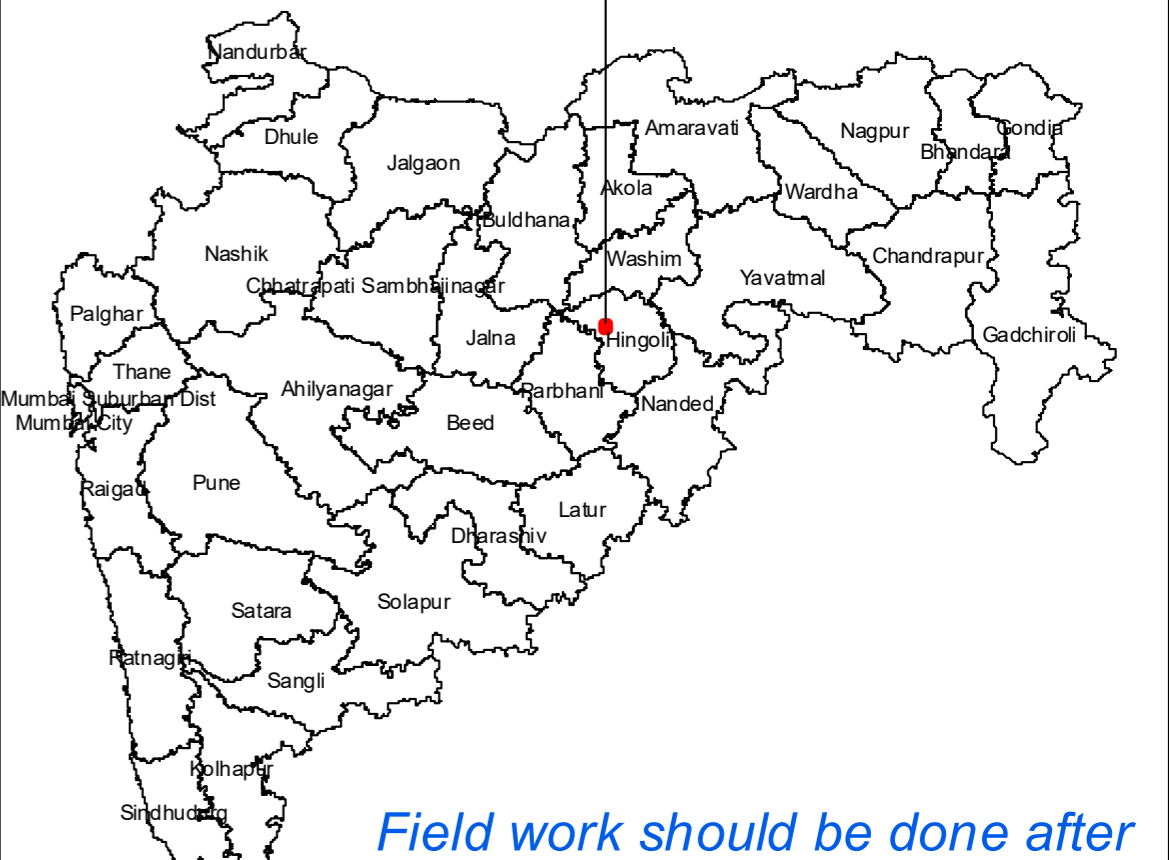 Nandurbar
Dhule
Jalgaon
Amaravati
Nagpur
Gondia
Bhandara
Akola
Wardha
Buldhana
Nashik
Washim
Chandrapur
Chhatrapati Sambhajinagar
Yavatmal
Palghar
Jalna
Hingoli
Gadchiroli
Thane
Ahilyanagar
Parbhani
Mumbai Suburban Dist
Nanded
Mumbai City
Beed
Raigad
Pune
Latur
Dharashiv
Satara
Solapur
Ratnagiri
Sangli
Kolhapur
Sindhudurg
Field work should be done after